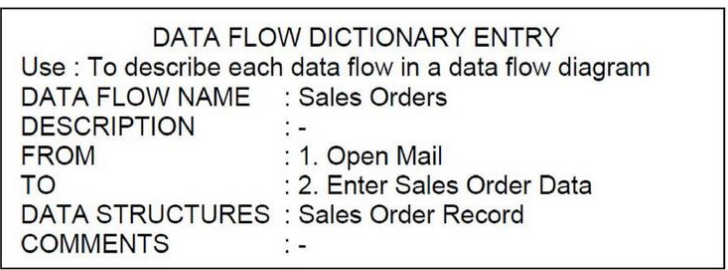 DATA FLOW DICTIONARY ENTRY
Use : To describe each data flow in a data flow diagram
DATA FLOW NAME : Sales Orders
DESCRIPTION : -
FROM : 1. Open Mail
TO : 2. Enter Sales Order Data
DATA STRUCTURES : Sales Order Record
COMMENTS : -